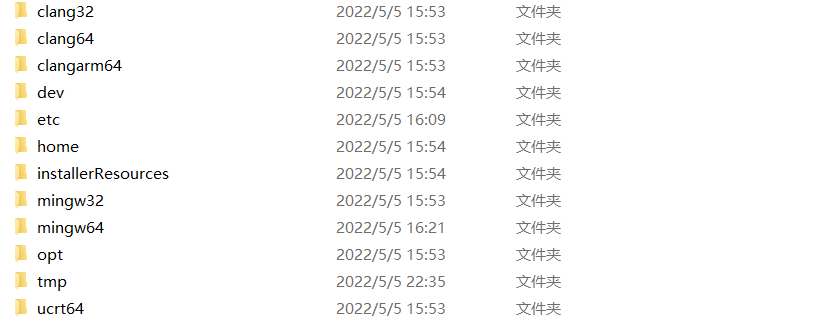 clang32 2022/5/5 15:53 文件夹
clang64 2022/5/5 15:53 文件夹
clangarm64 2022/5/5 15:53 文件夹
dev 2022/5/5 15:54 文件夹
etc 2022/5/5 16:09 文件夹
home 2022/5/5 15:54 文件夹
installerResources 2022/5/5 15:54 文件夹
mingw32 2022/5/5 15:53 文件夹
mingw64 2022/5/5 16:21 文件夹
opt 2022/5/5 15:53 文件夹
tmp 2022/5/5 22:35 文件夹
ucrt64 2022/5/5 15:53 文件夹